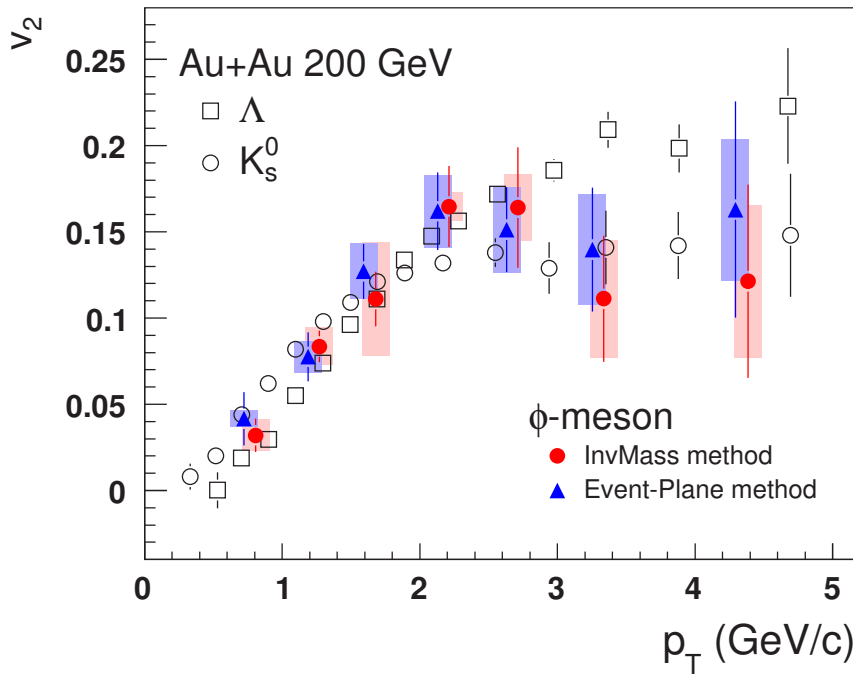 v₂
0.25
0.2
0.15
0.1
0.05
0
Au+Au 200 GeV
Λ
K⁰ₛ
ϕ-meson
InvMass method
Event-Plane method
0 1 2 3 4 5
p_T (GeV/c)